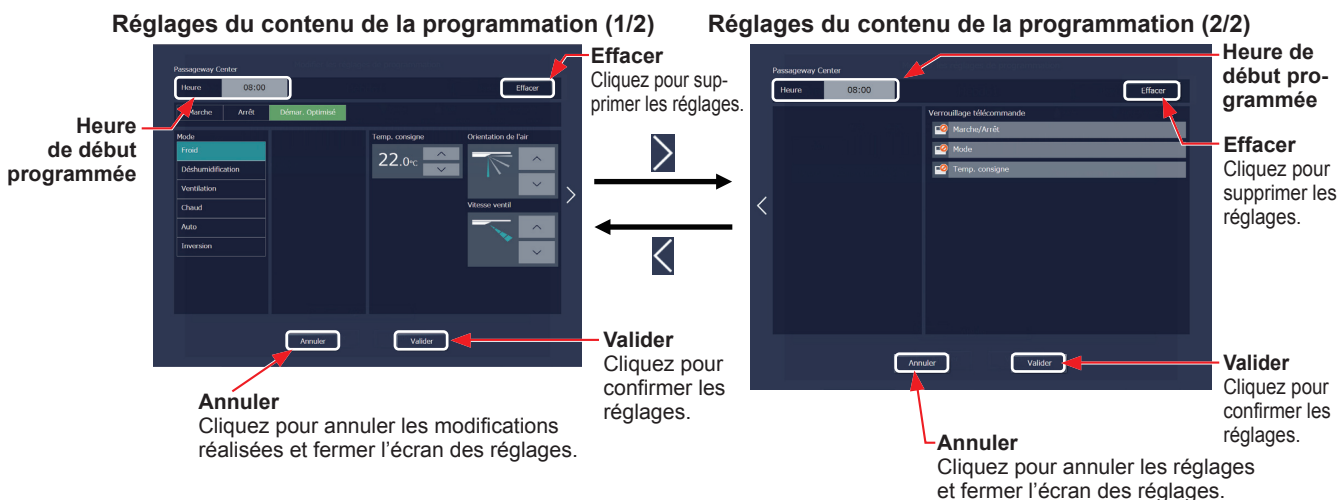 Réglages du contenu de la programmation (1/2)
Passageway Center
Heure 08:00
Effacer
Marche Arrêt Démar. Optimisé
Mode
Froid
Déshumidification
Ventilation
Chaud
Auto
Inversion
Temp. consigne
22.0°C
Orientation de l'air
Vitesse ventil
Annuler
Valider
Heure
de début
programmée
Effacer
Cliquez pour sup-
primer les réglages.
Valider
Cliquez pour
confirmer les
réglages.
Annuler
Cliquez pour annuler les modifications
réalisées et fermer l’écran des réglages.
Réglages du contenu de la programmation (2/2)
Passageway Center
Heure 08:00
Effacer
Verrouillage télécommande
Marche/Arrêt
Mode
Temp. consigne
Annuler
Valider
Heure de
début pro-
grammée
Effacer
Cliquez pour
supprimer les
réglages.
Valider
Cliquez pour
confirmer les
réglages.
Annuler
Cliquez pour annuler les réglages
et fermer l’écran des réglages.